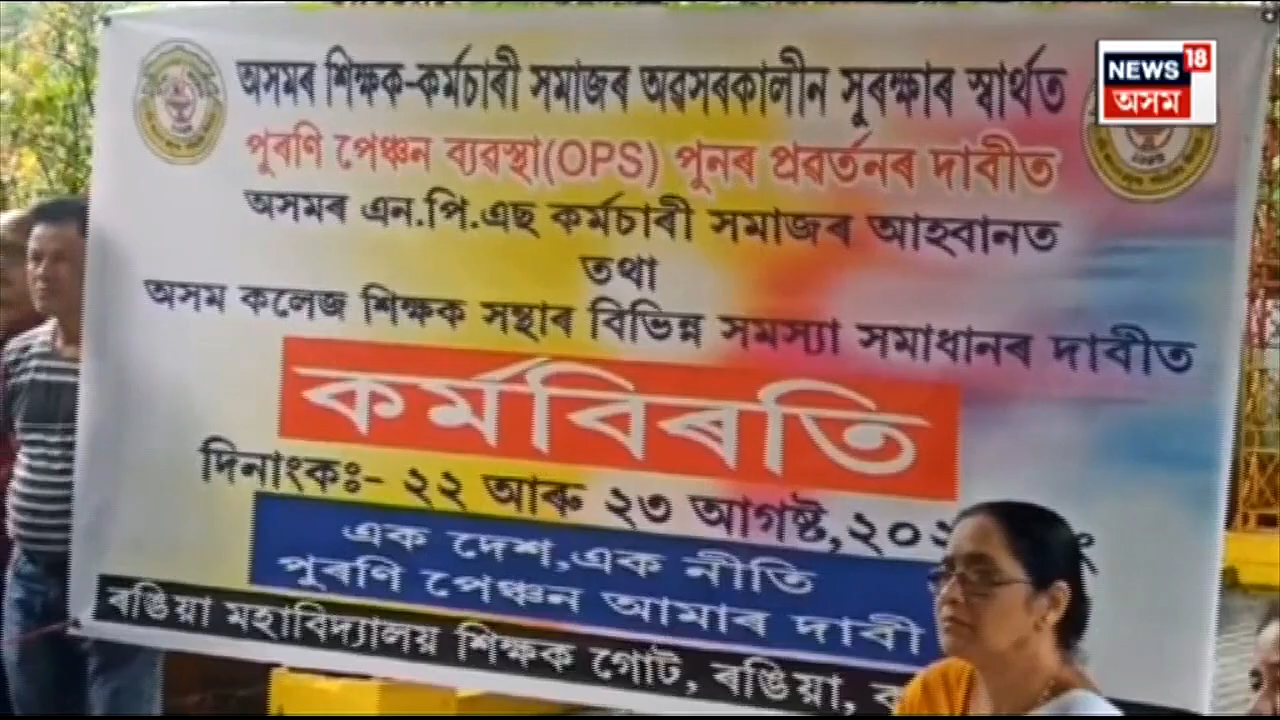 অসমৰ শিক্ষক-কৰ্মচাৰী সমাজৰ অৱসৰকালীন সুৰক্ষাৰ স্বাৰ্থত
পুৰণি পেঞ্চন ব্যৱস্থা(OPS) পুনৰ প্ৰৱৰ্তনৰ দাবীত
অসমৰ এন.পি.এছ কৰ্মচাৰী সমাজৰ আহবানত
তথা
অসম কলেজ শিক্ষক সন্থাৰ বিভিন্ন সমস্যা সমাধানৰ দাবীত
কৰ্মবিৰতি
দিনাংকঃ- ২২ আৰু ২৩ আগষ্ট,
এক দেশ,এক নীতি
পুৰণি পেঞ্চন আমাৰ দাবী
ৰঙিয়া মহাবিদ্যালয় শিক্ষক গোট, ৰঙিয়া,
NEWS 18
অসম